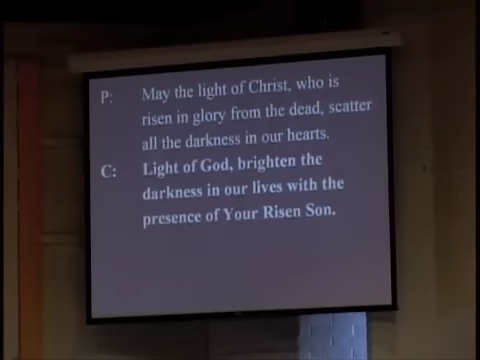 P: May the light of Christ, who is
risen in glory from the dead, scatter
all the darkness in our hearts.
C: Light of God, brighten the
darkness in our lives with the
presence of Your Risen Son.